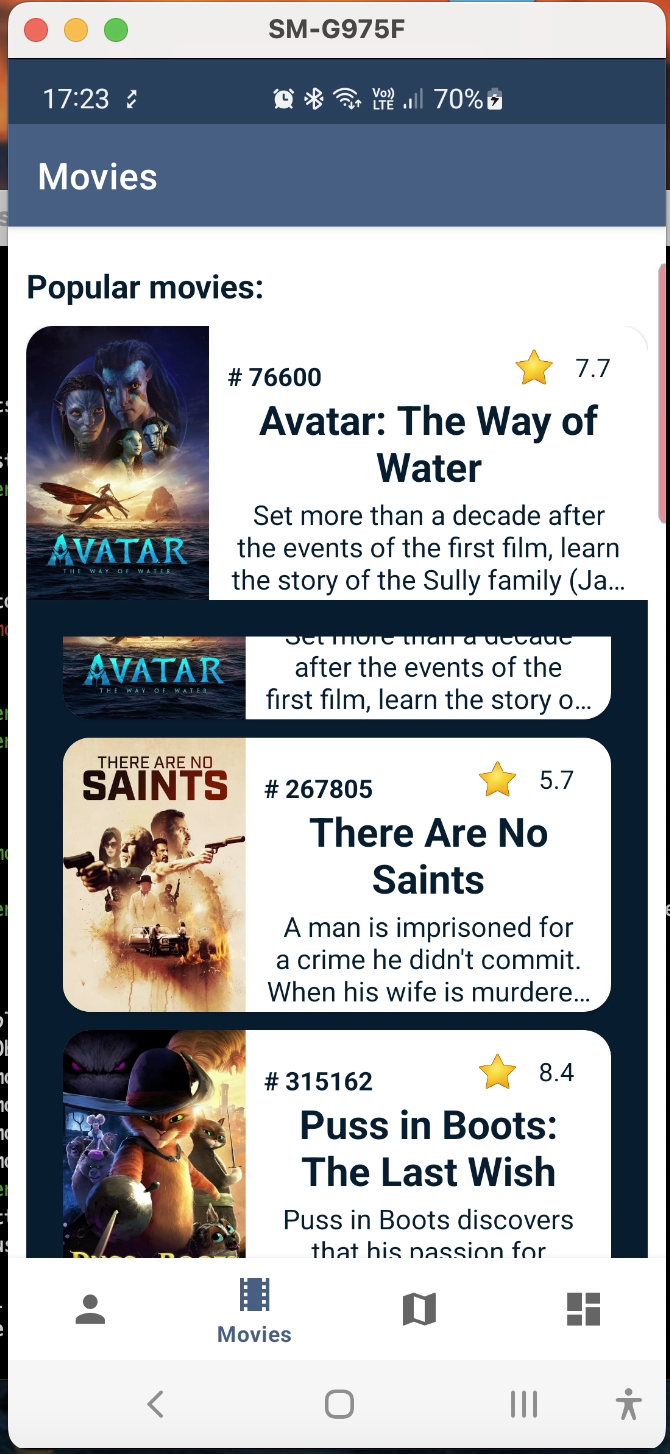 SM-G975F
17:23
Vo)) LTE 70%
Movies
Popular movies:
# 76600
7.7
Avatar: The Way of
Water
Set more than a decade after
the events of the first film, learn
the story of the Sully family (Ja…
AVATAR
THE WAY OF WATER
Set more than a decade
after the events of the
first film, learn the story o…
AVATAR
THE WAY OF WATER
THERE ARE NO
SAINTS
# 267805
5.7
There Are No
Saints
A man is imprisoned for
a crime he didn't commit.
When his wife is murdere…
# 315162
8.4
Puss in Boots:
The Last Wish
Puss in Boots discovers
that his passion for
Movies